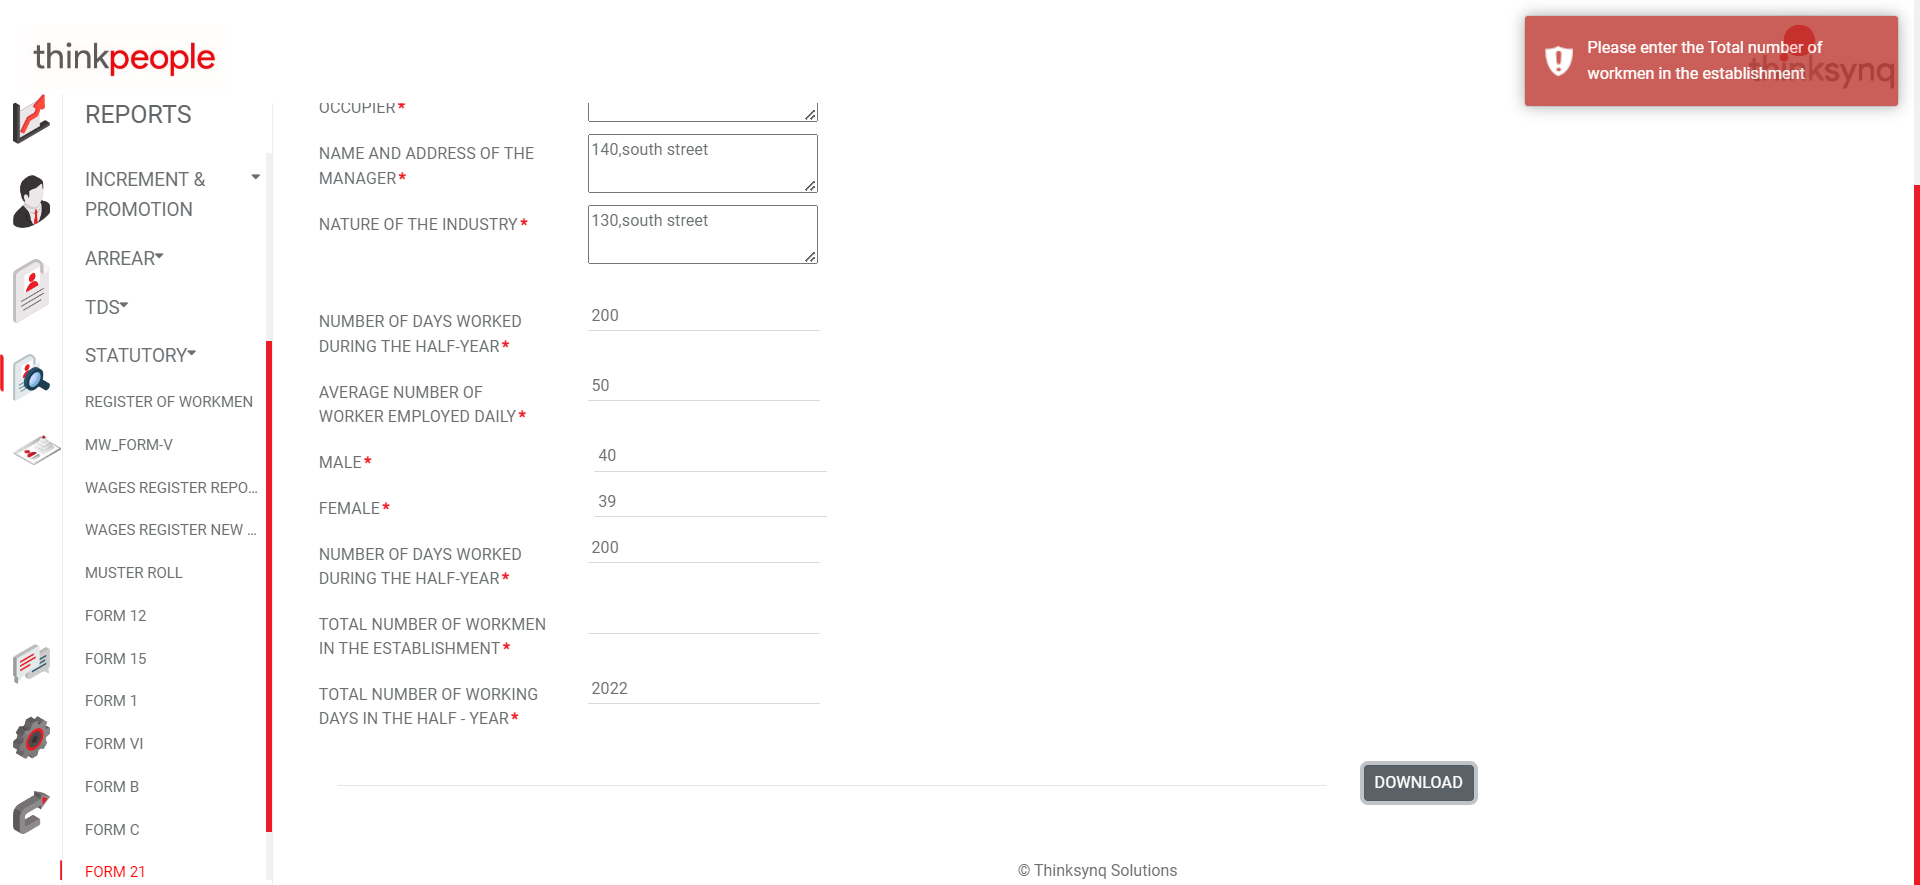 thinkpeople
Please enter the Total number of
workmen in the establishment
thinksynq
REPORTS
INCREMENT &
PROMOTION
ARREAR
TDS
STATUTORY
REGISTER OF WORKMEN
MW_FORM-V
WAGES REGISTER REPO...
WAGES REGISTER NEW ...
MUSTER ROLL
FORM 12
FORM 15
FORM 1
FORM VI
FORM B
FORM C
FORM 21
OCCUPIER*
NAME AND ADDRESS OF THE
MANAGER*
140,south street
NATURE OF THE INDUSTRY*
130,south street
NUMBER OF DAYS WORKED
DURING THE HALF-YEAR*
200
AVERAGE NUMBER OF
WORKER EMPLOYED DAILY*
50
MALE*
40
FEMALE*
39
NUMBER OF DAYS WORKED
DURING THE HALF-YEAR*
200
TOTAL NUMBER OF WORKMEN
IN THE ESTABLISHMENT*
TOTAL NUMBER OF WORKING
DAYS IN THE HALF - YEAR*
2022
DOWNLOAD
© Thinksynq Solutions